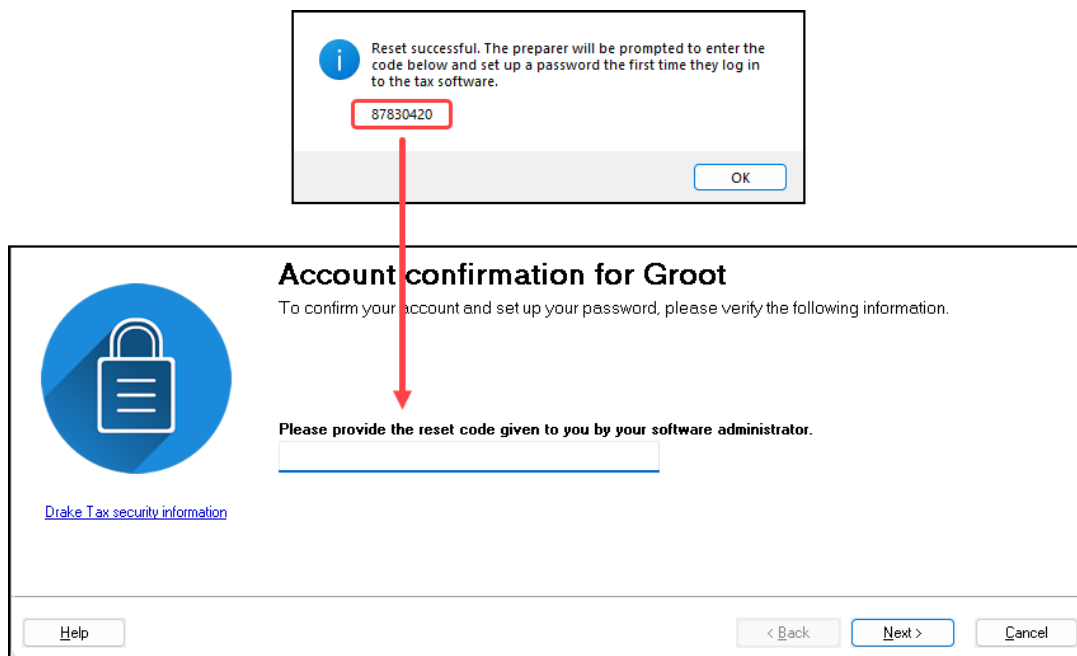 Reset successful. The preparer will be prompted to enter the
code below and set up a password the first time they log in
to the tax software.
87830420
OK
Account confirmation for Groot
To confirm your account and set up your password, please verify the following information.
Please provide the reset code given to you by your software administrator.
Drake Tax security information
Help
< Back
Next >
Cancel